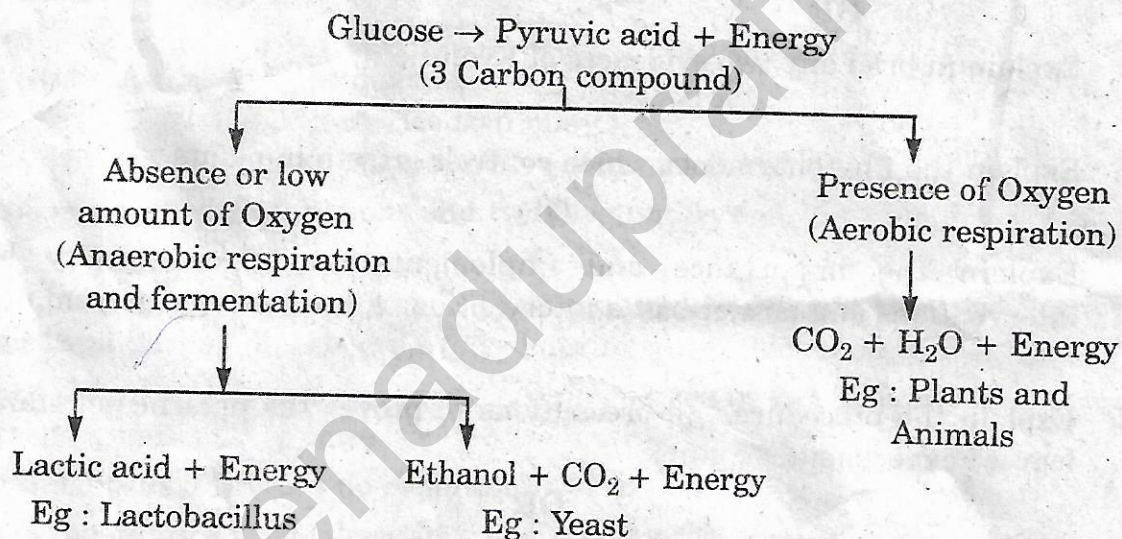 Glucose → Pyruvic acid + Energy
(3 Carbon compound)
Absence or low
amount of Oxygen
(Anaerobic respiration
and fermentation)
Presence of Oxygen
(Aerobic respiration)
CO₂ + H₂O + Energy
Eg : Plants and
Animals
Lactic acid + Energy
Eg : Lactobacillus
Ethanol + CO₂ + Energy
Eg : Yeast
enadupratibh